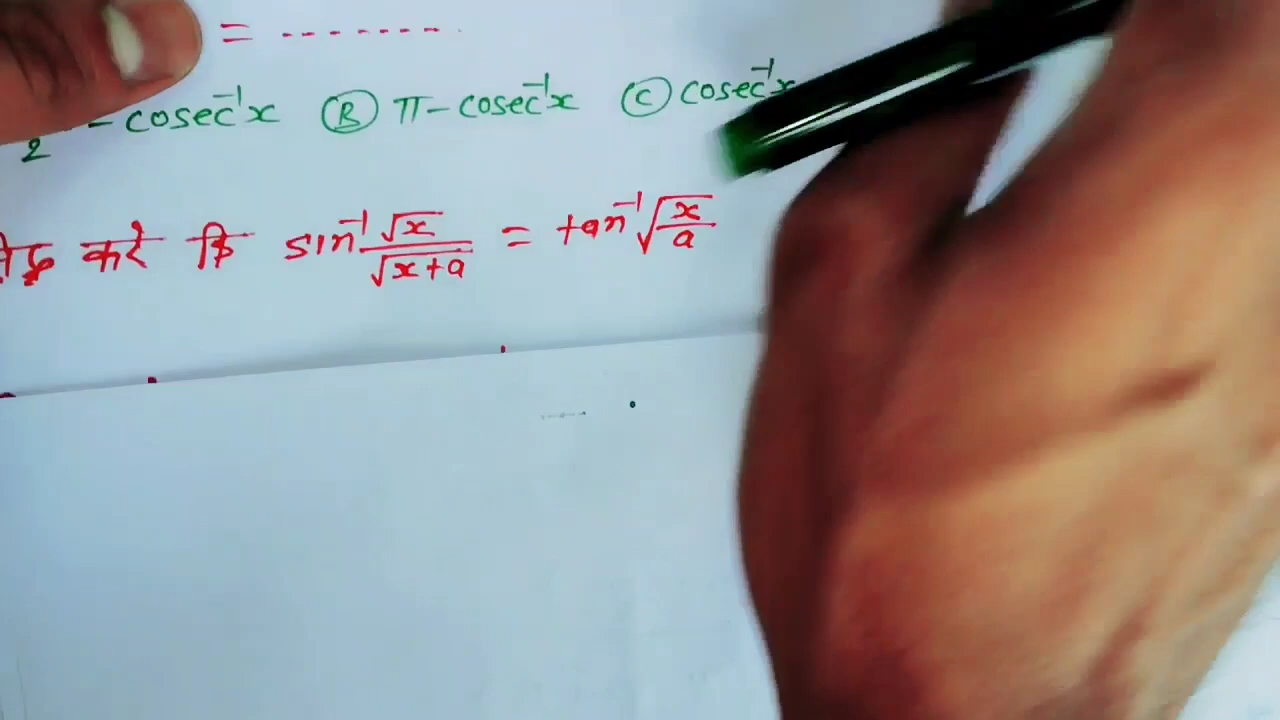 = -------
2 - cosec⁻¹x (B) π - cosec⁻¹x (C) cosec⁻¹x
करे कि sin⁻¹ √x/√x+a = tan⁻¹ √x/a